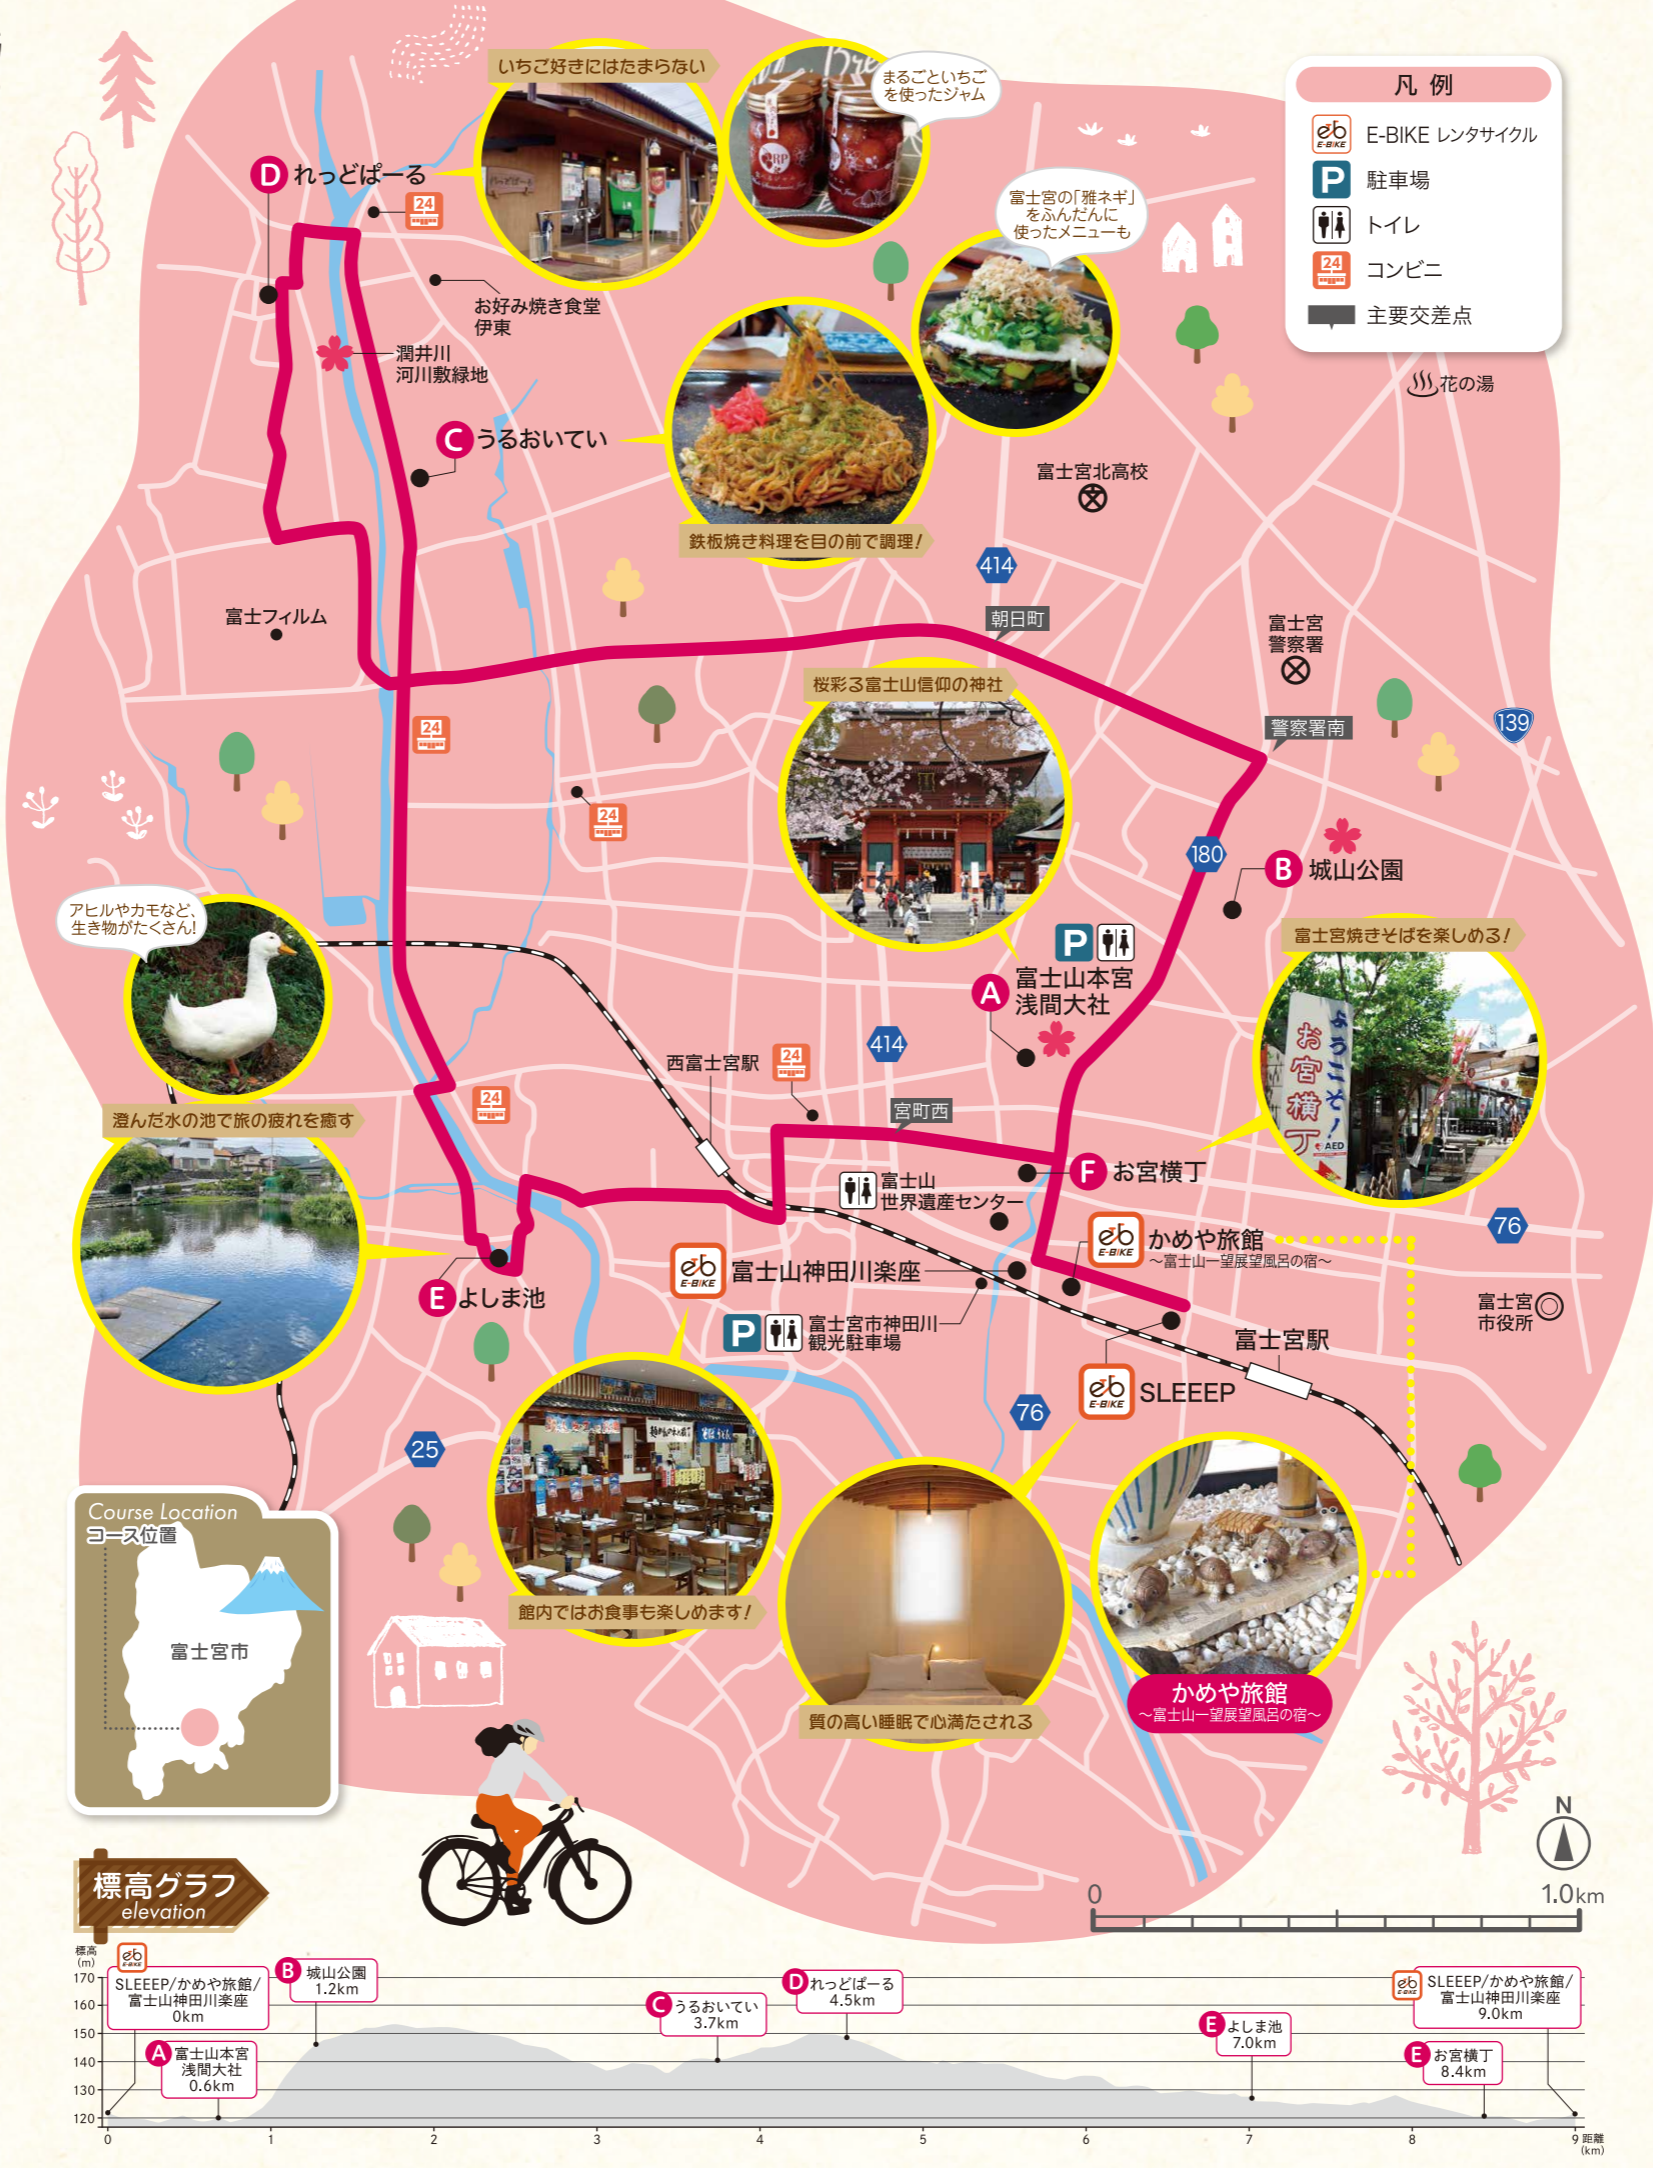 いちご好きにはたまらない
まるごといちご
を使ったジャム
凡例
E-BIKE
E-BIKE レンタサイクル
P
駐車場
トイレ
24
コンビニ
主要交差点
D
れっどぱーる
24
富士宮の「雅ネギ」
をふんだんに
使ったメニューも
お好み焼き食堂
伊東
潤井川
河川敷緑地
花の湯
C
うるおいてい
鉄板焼き料理を目の前で調理!
富士宮北高校
414
朝日町
富士フィルム
富士宮
警察署
警察署南
139
桜彩る富士山信仰の神社
24
24
180
B
城山公園
アヒルやカモなど、
生き物がたくさん!
富士宮焼きそばを楽しめる!
ようこそ!
お宮横丁
AED
P
A
富士山本宮
浅間大社
414
西富士宮駅
24
24
宮町西
澄んだ水の池で旅の疲れを癒す
富士山
世界遺産センター
F
お宮横丁
76
E-BIKE
かめや旅館
〜富士山一望展望風呂の宿〜
E-BIKE
富士山神田川楽座
E
よしま池
P
富士宮市神田川
観光駐車場
富士宮
市役所
富士宮駅
E-BIKE
SLEEEP
76
25
館内ではお食事も楽しめます!
質の高い睡眠で心満たされる
かめや旅館
〜富士山一望展望風呂の宿〜
Course Location
コース位置
富士宮市
N
0
1.0km
標高グラフ
elevation
標高
(m)
170
160
150
140
130
120
E-BIKE
SLEEEP/かめや旅館/
富士山神田川楽座
0km
A
富士山本宮
浅間大社
0.6km
B
城山公園
1.2km
C
うるおいてい
3.7km
D
れっどぱーる
4.5km
E
よしま池
7.0km
E
お宮横丁
8.4km
E-BIKE
SLEEEP/かめや旅館/
富士山神田川楽座
9.0km
0 1 2 3 4 5 6 7 8 9 距離
(km)